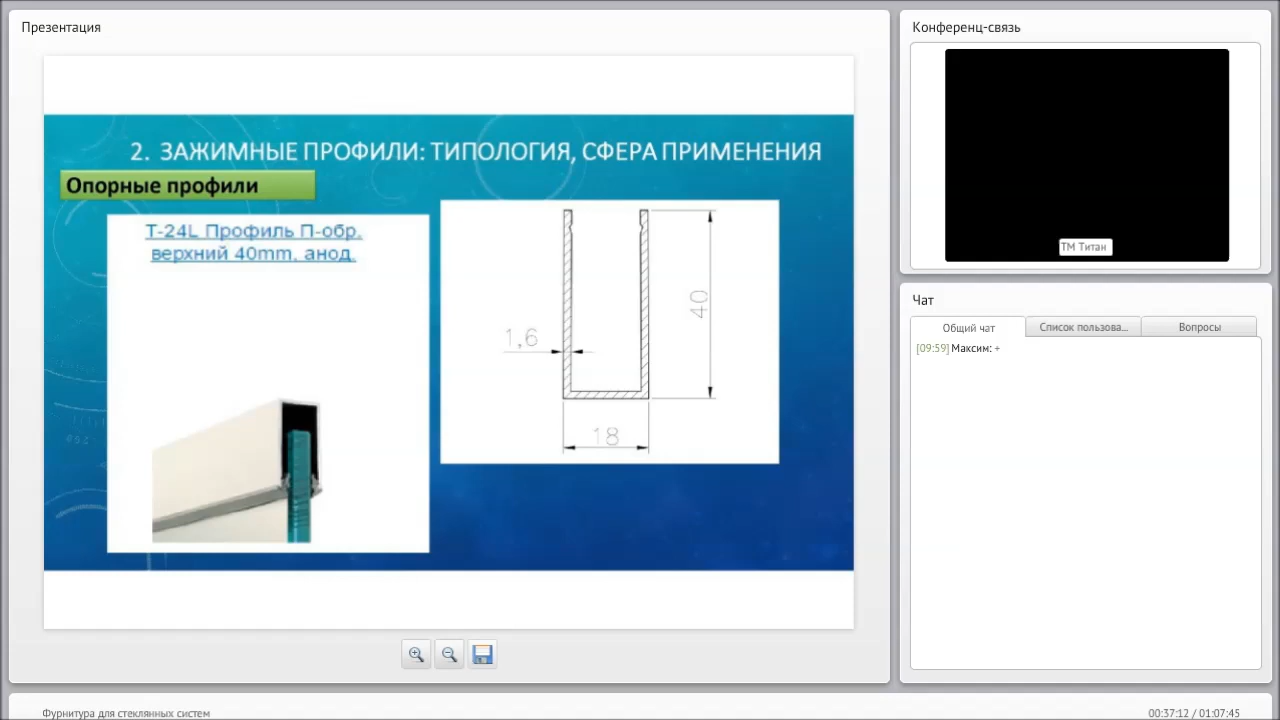 Презентация
2. ЗАЖИМНЫЕ ПРОФИЛИ: ТИПОЛОГИЯ, СФЕРА ПРИМЕНЕНИЯ
Опорные профили
T-24L Профиль П-обр.
верхний 40mm, анод.
1,6
40
18
Конференц-связь
ТМ Титан
Чат
Общий чат
Список пользова...
Вопросы
[09:59] Максим: +
Фурнитура для стеклянных систем
00:37:12 / 01:07:45